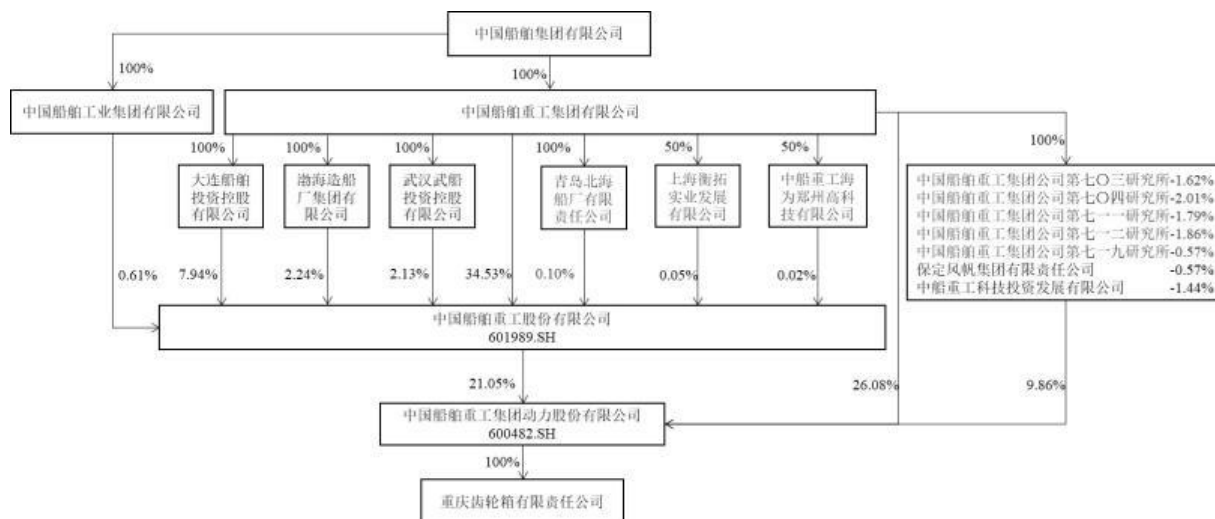 中国船舶集团有限公司
100%
100%
中国船舶工业集团有限公司
中国船舶重工集团有限公司
100%
100%
100%
100%
50%
50%
100%
大连船舶
投资控股
有限公司
渤海造船
厂集团有
限公司
武汉武船
投资控股
有限公司
青岛北海
船厂有限
责任公司
上海衡拓
实业发展
有限公司
中船重工海
为郑州高科
技有限公司
中国船舶重工集团公司第七〇三研究所-1.62%
中国船舶重工集团公司第七〇四研究所-2.01%
中国船舶重工集团公司第七一一研究所-1.79%
中国船舶重工集团公司第七一二研究所-1.86%
中国船舶重工集团公司第七一九研究所-0.57%
保定风帆集团有限责任公司 -0.57%
中船重工科技投资发展有限公司 -1.44%
0.61%
7.94%
2.24%
2.13%
34.53%
0.10%
0.05%
0.02%
中国船舶重工股份有限公司
601989.SH
21.05%
26.08%
9.86%
中国船舶重工集团动力股份有限公司
600482.SH
100%
重庆齿轮箱有限责任公司